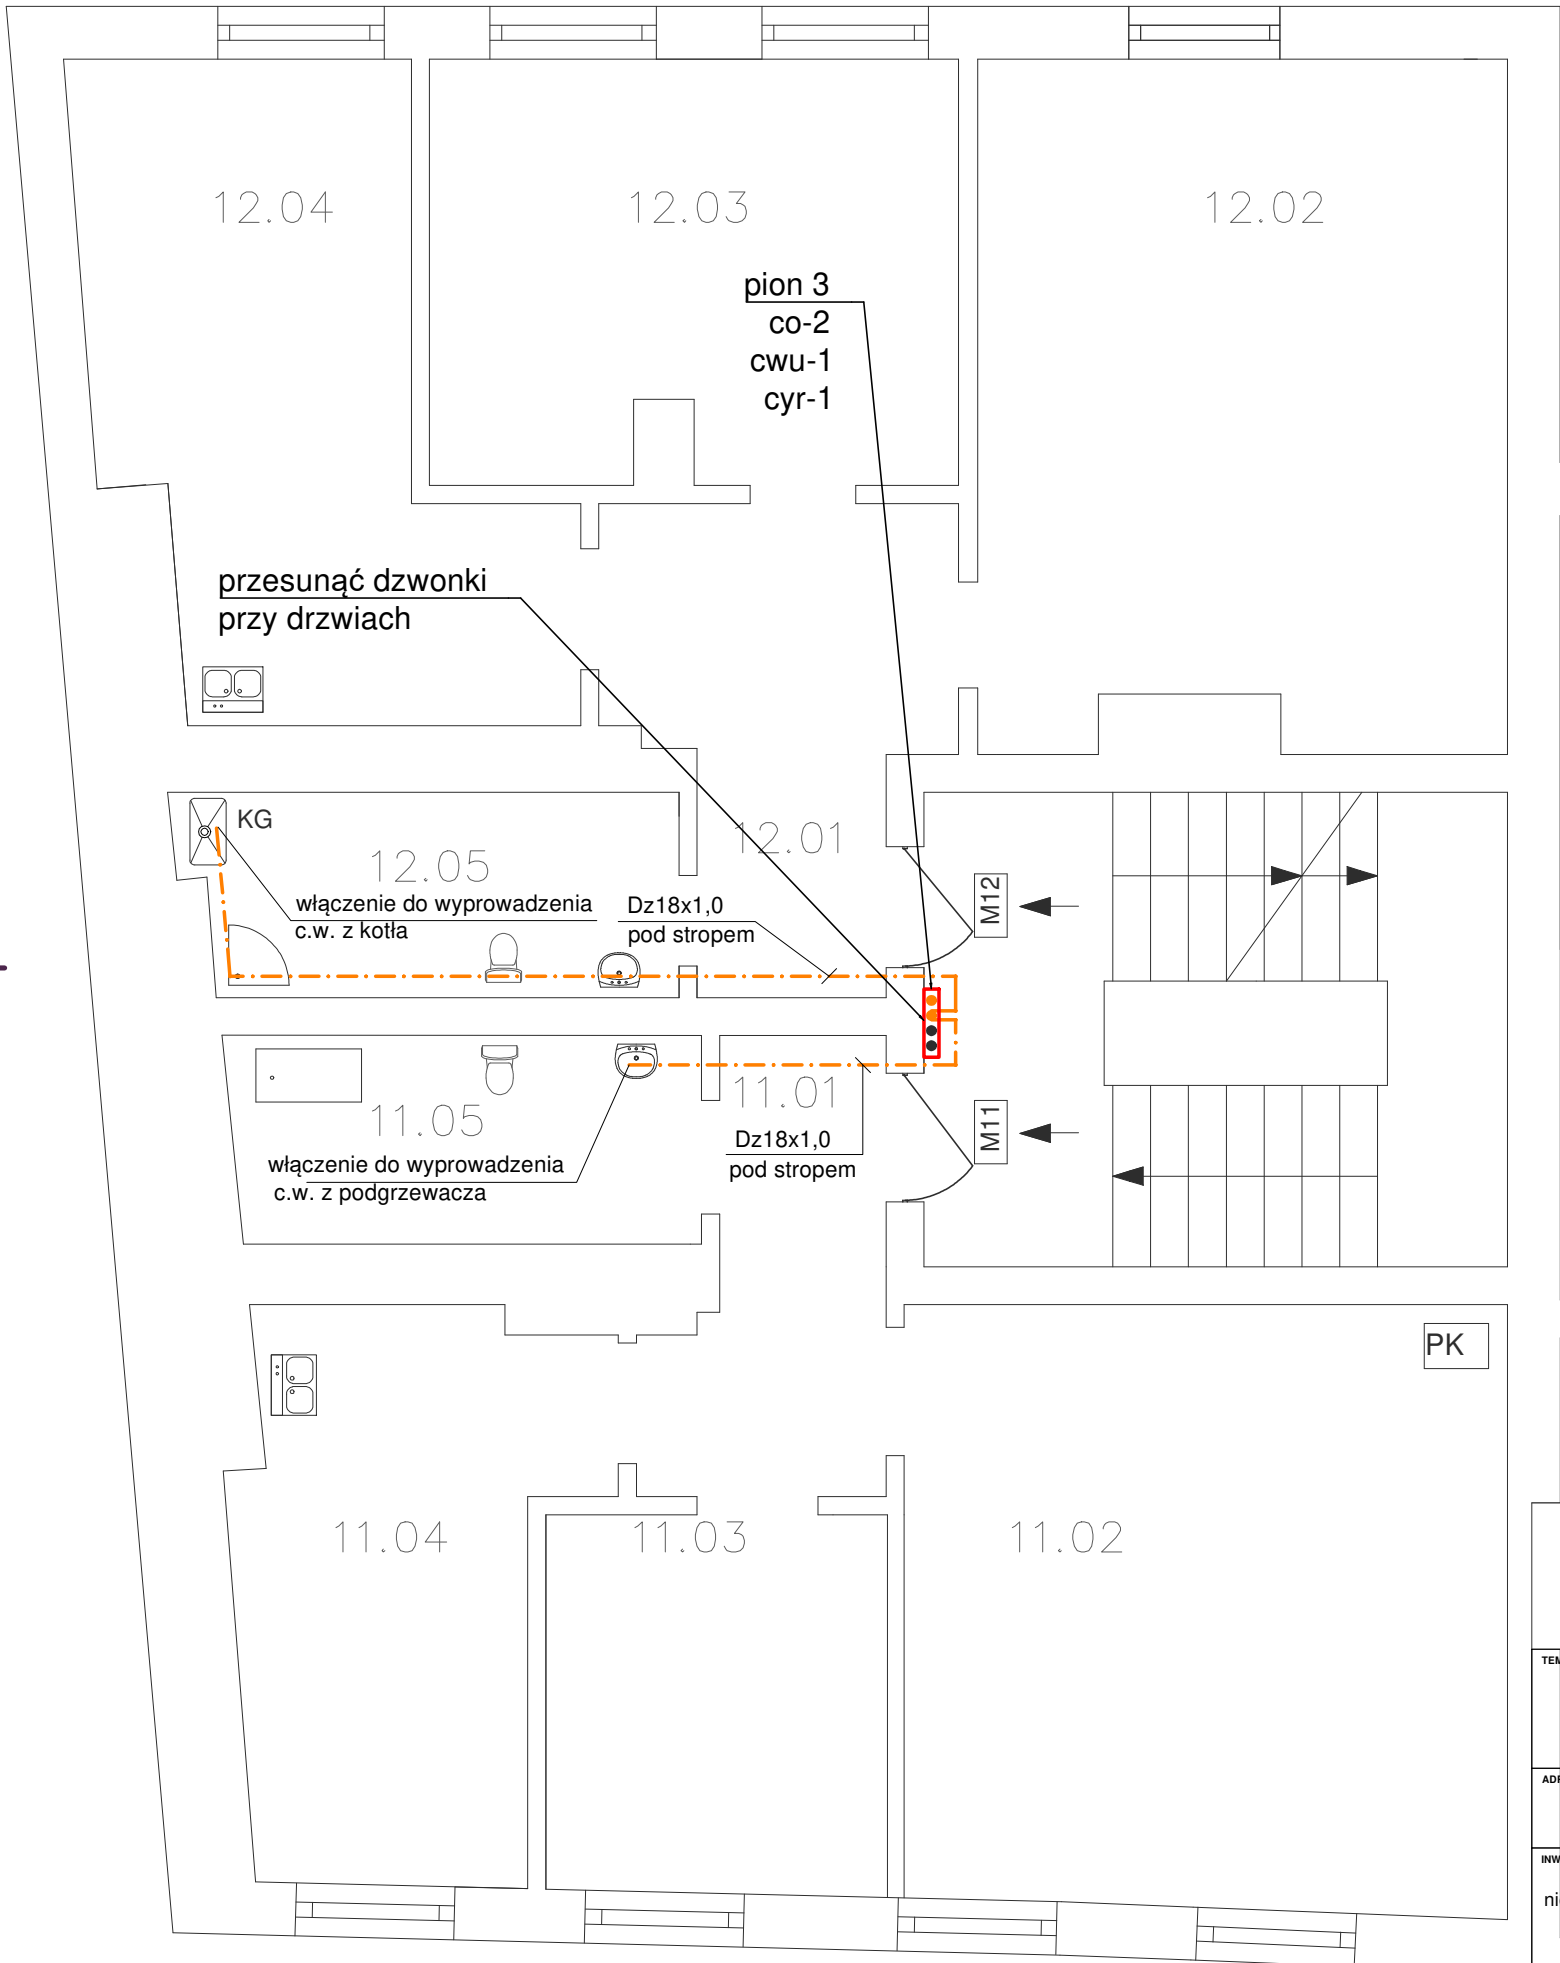 12.04
12.03
12.02
pion 3
co-2
cwu-1
cyr-1
przesunąć dzwonki
przy drzwiach
KG
12.05
12.01
włączenie do wyprowadzenia
c.w. z kotła
Dz18x1,0
pod stropem
M12
11.05
11.01
Dz18x1,0
pod stropem
włączenie do wyprowadzenia
c.w. z podgrzewacza
M11
PK
11.04
11.03
11.02